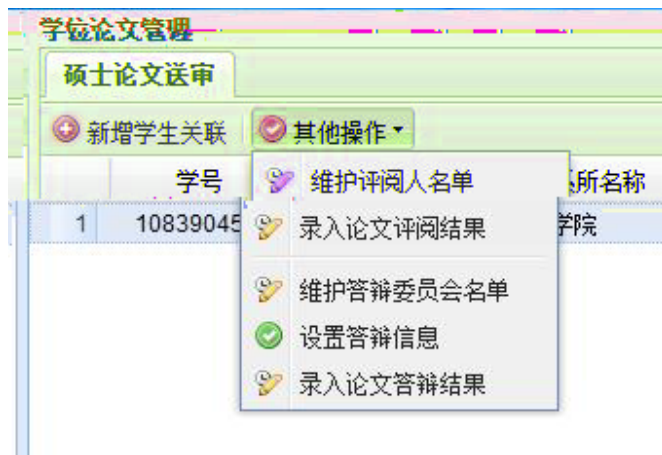 学位论文管理
硕士论文送审
新增学生关联 其他操作
学号 维护评阅人名单 所名称
1 10839045 录入论文评阅结果 学院
维护答辩委员会名单
设置答辩信息
录入论文答辩结果